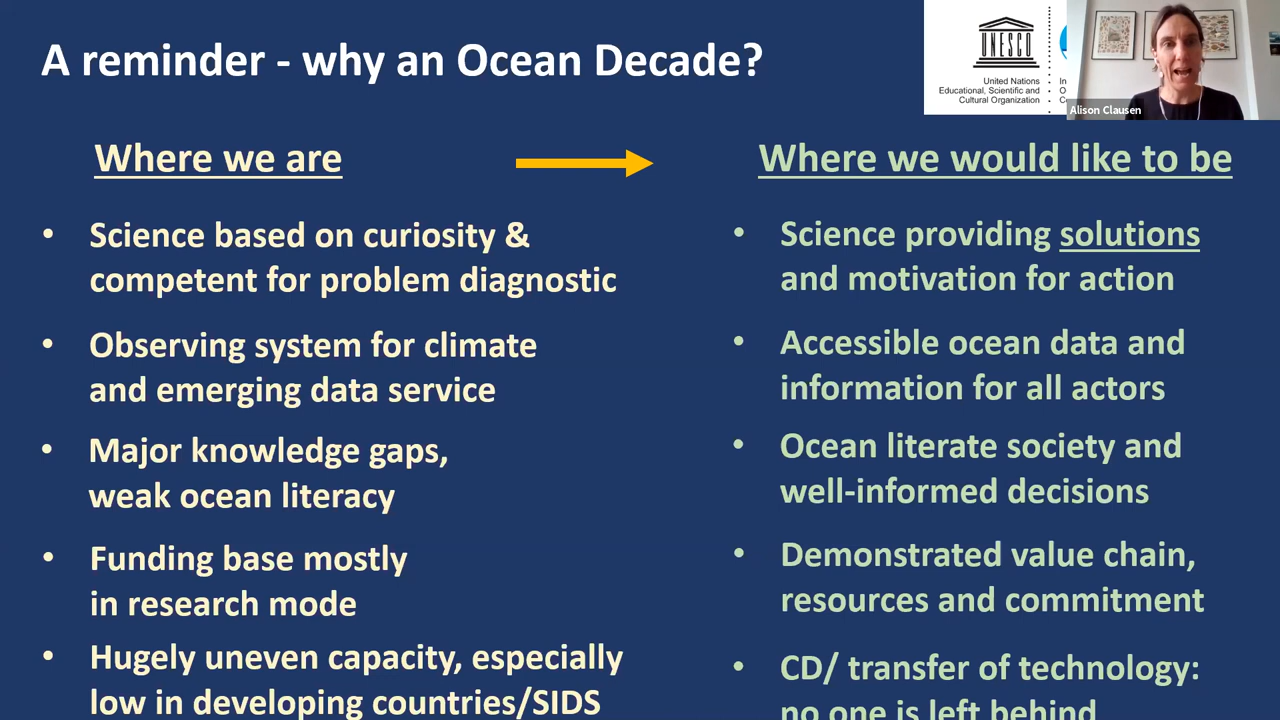 A reminder - why an Ocean Decade?
UNESCO
United Nations
Educational, Scientific and
Cultural Organization
Alison Clausen
Where we are
• Science based on curiosity &
competent for problem diagnostic
• Observing system for climate
and emerging data service
• Major knowledge gaps,
weak ocean literacy
• Funding base mostly
in research mode
• Hugely uneven capacity, especially
low in developing countries/SIDS
Where we would like to be
• Science providing solutions
and motivation for action
• Accessible ocean data and
information for all actors
• Ocean literate society and
well-informed decisions
• Demonstrated value chain,
resources and commitment
• CD/ transfer of technology:
no one is left behind